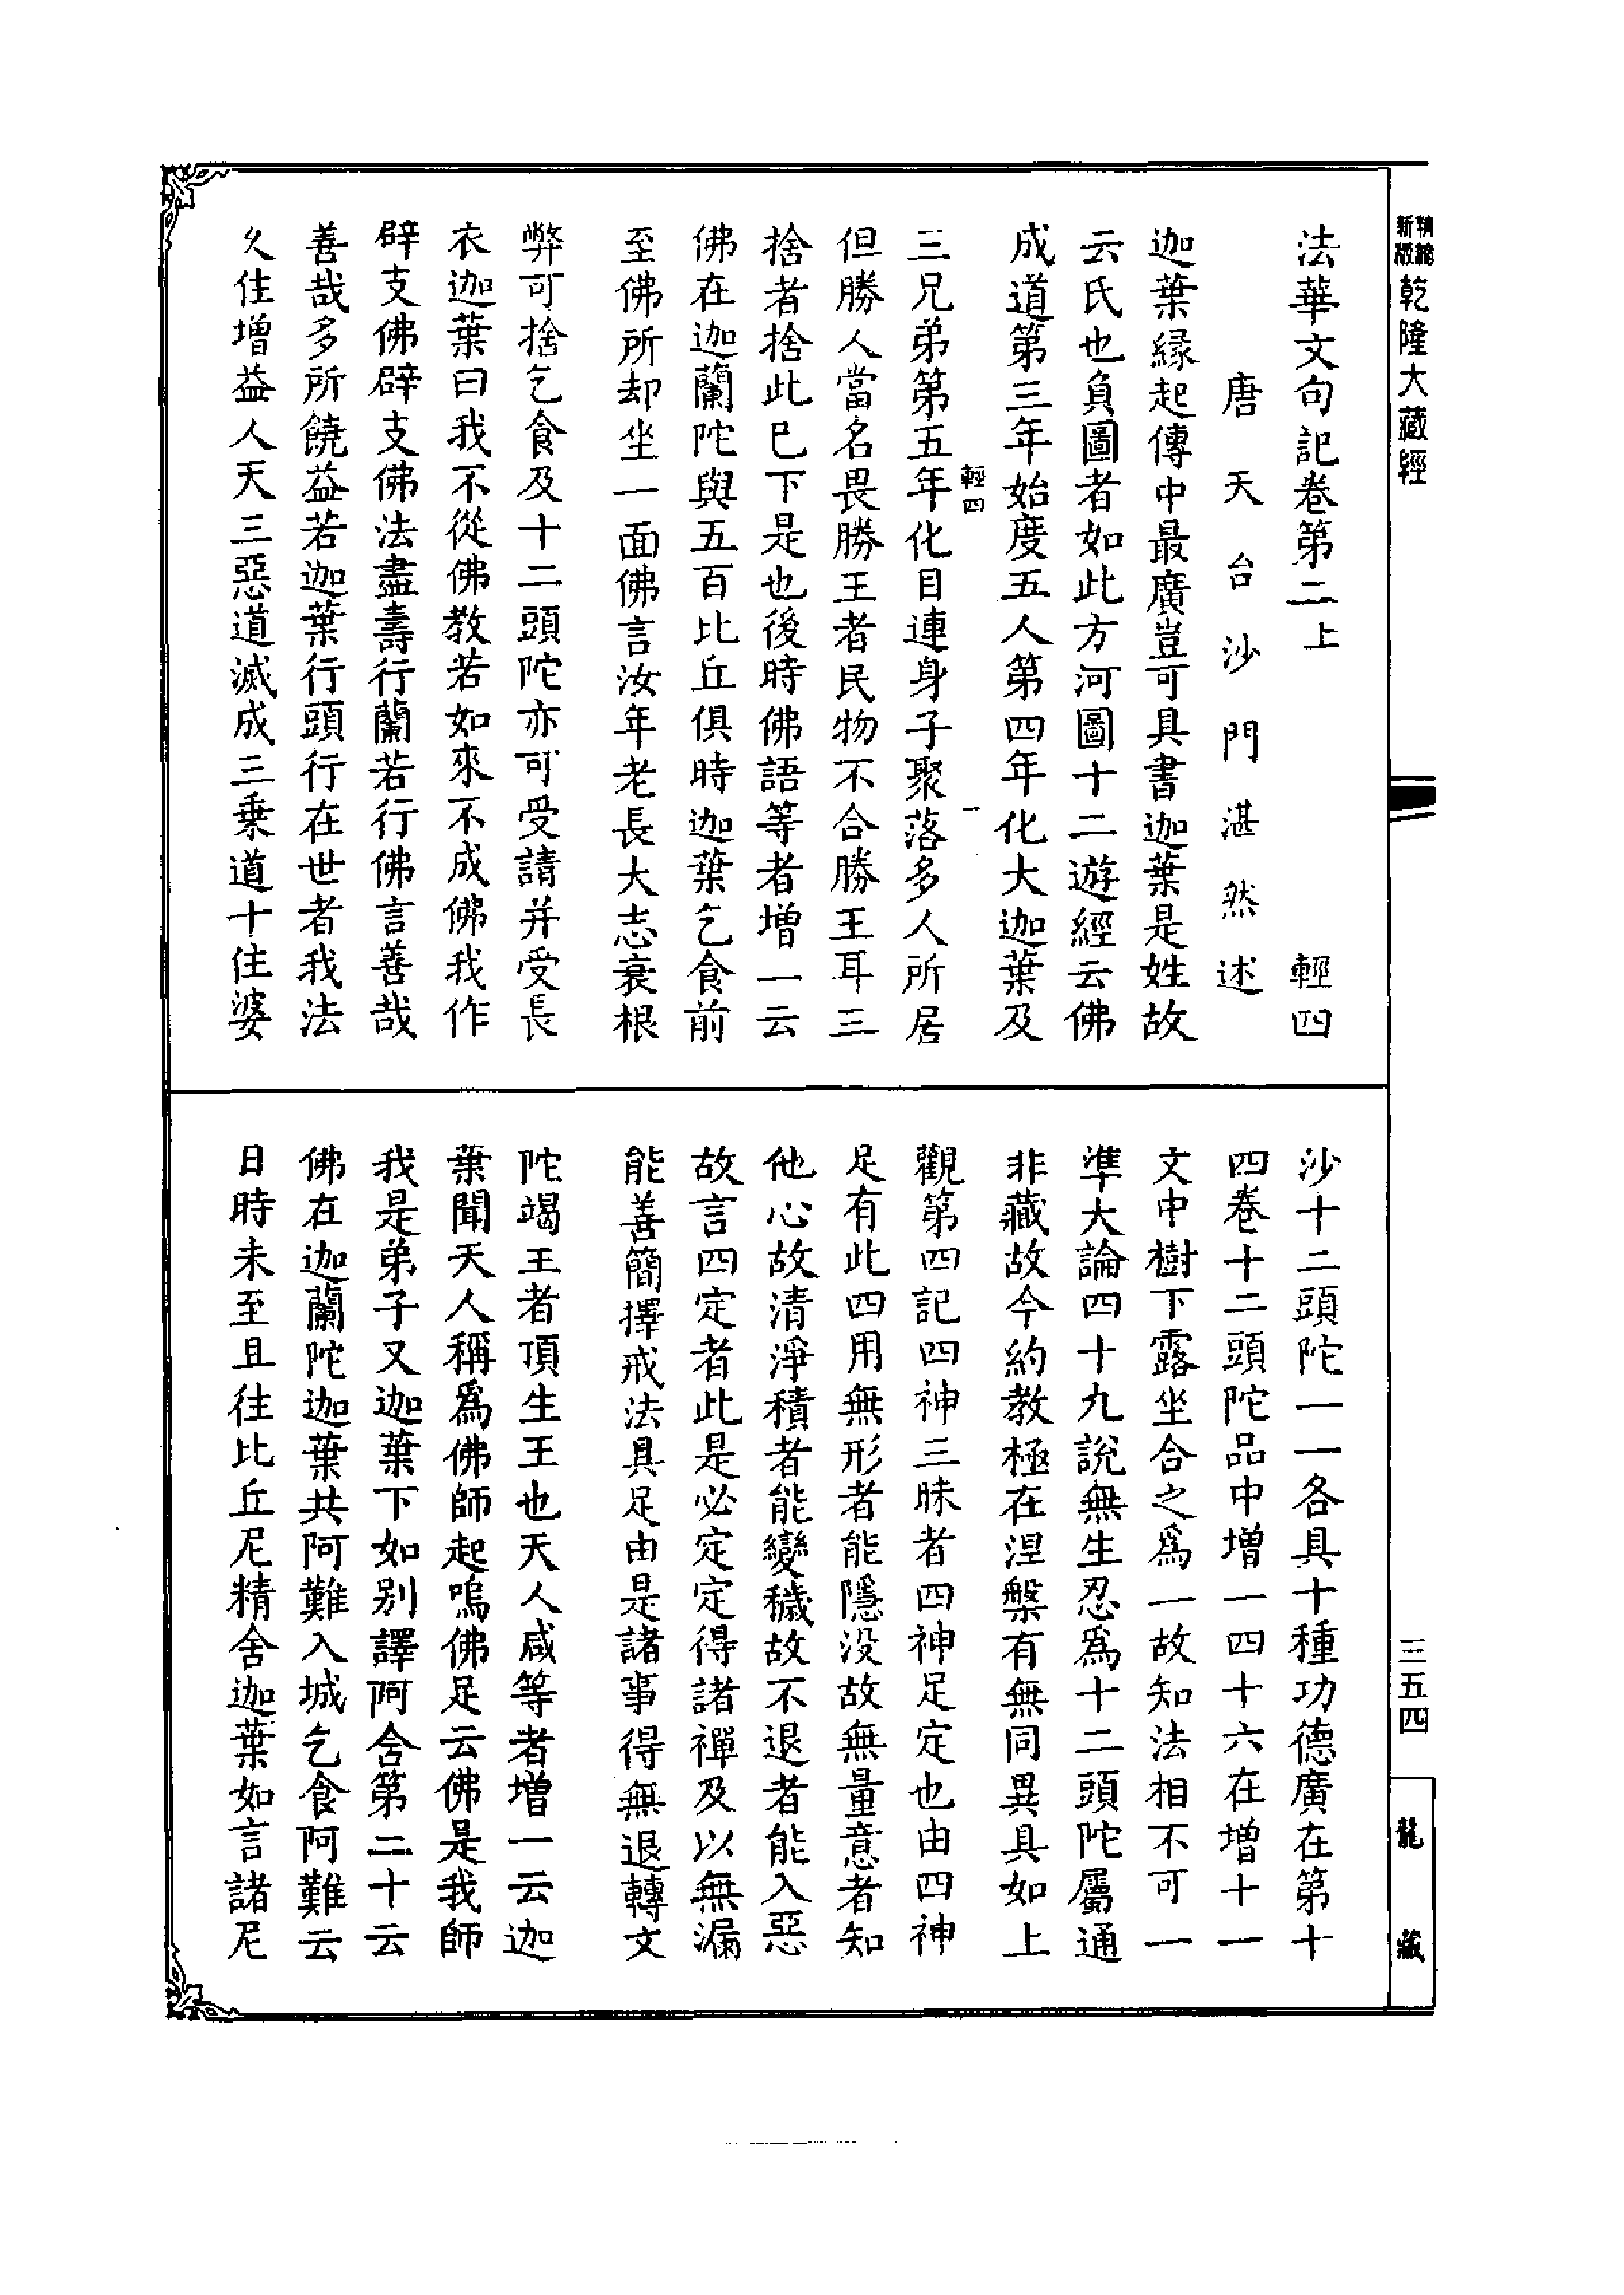 新版精縮乾隆大藏經
法華文句記卷第二上 輕四
唐天台沙門湛然述
迦葉緣起傳中最廣豈可具書迦葉是姓故
云氏也負圖者如此方河圖十二遊經云佛
成道第三年始度五人第四年化大迦葉及
輕四 一
三兄弟第五年化目連身子聚落多人所居
但勝人當名畏勝王者民物不合勝王耳三
捨者捨此已下是也後時佛語等者增一云
佛在迦蘭陀與五百比丘俱時迦葉乞食前
至佛所却坐一面佛言汝年老長大志衰根
弊可捨乞食及十二頭陀亦可受請并受長
衣迦葉曰我不從佛教若如來不成佛我作
辟支佛辟支佛法盡壽行蘭若行佛言善哉
善哉多所饒益若迦葉行頭行在世者我法
久住增益人天三惡道滅成三乘道十住婆
沙十二頭陀一一各具十種功德廣在第十
四卷十二頭陀品中增一四十六在增十一
文中樹下露坐合之為一故知法相不可一
準大論四十九說無生忍為十二頭陀屬通
非藏故今約教極在涅槃有無同異具如上
觀第四記四神三昧者四神足定也由四神
足有此四用無形者能隱没故無量意者知
他心故清淨積者能變穢故不退者能入惡
故言四定者此是必定定得諸禪及以無漏
能善簡擇戒法具足由是諸事得無退轉文
陀竭王者頂生王也天人咸等者增一云迦
葉聞天人稱為佛師起嗚佛足云佛是我師
我是弟子又迦葉下如別譯阿含第二十云
佛在迦蘭陀迦葉共阿難入城乞食阿難云
日時未至且往比丘尼精舍迦葉如言諸尼
三五四
龍藏